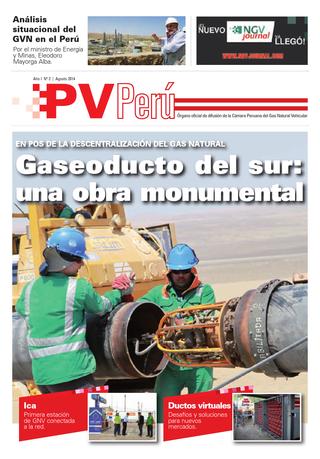 Análisis
situacional del
GVN en el Perú
Por el ministro de Energía
y Minas, Eleodoro
Mayorga Alba.
NUEVO
NGV
journal
LLEGÓ!
WWW.NGVJOURNAL.COM
Año I Nº 2 | Agosto 2014
PVPerú
Órgano oficial de difusión de la Cámara Peruana del Gas Natural Vehicular
EN POS DE LA DESCENTRALIZACIÓN DEL GAS NATURAL
Gaseoducto del sur:
una obra monumental
Ica
Primera estación
de GNV conectada
a la red.
Ductos virtuales
Desafíos y soluciones
para nuevos
mercados.